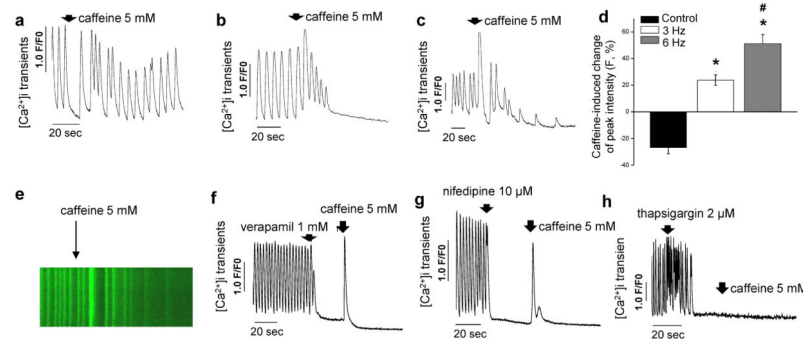 a
caffeine 5 mM
[Ca²⁺]i transients
1.0 F/F0
20 sec
b
caffeine 5 mM
[Ca²⁺]i transients
1.0 F/F0
20 sec
c
caffeine 5 mM
[Ca²⁺]i transients
1.0 F/F0
20 sec
d
Control
3 Hz
6 Hz
#
*
*
Caffeine-induced change
of peak intensity (F, %)
60
40
20
0
-20
-40
e
caffeine 5 mM
f
caffeine 5 mM
verapamil 1 mM
[Ca²⁺]i transients
1.0 F/F0
20 sec
g
nifedipine 10 µM
caffeine 5 mM
[Ca²⁺]i transients
1.0 F/F0
20 sec
h
thapsigargin 2 µM
caffeine 5 mM
[Ca²⁺]i transien
1.0 F/F0
20 sec